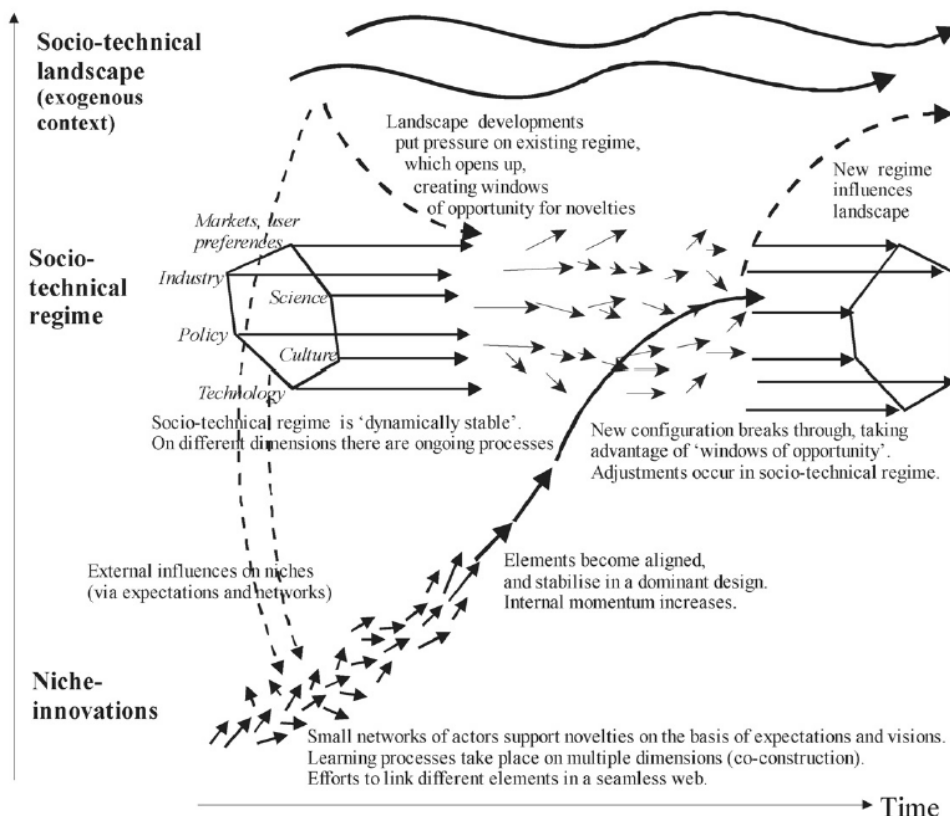 Socio-technical
landscape
(exogenous
context)
Landscape developments
put pressure on existing regime,
which opens up,
creating windows
of opportunity for novelties
New regime
influences
landscape
Markets, user
preferences
Socio-
technical
regime
Industry
Science
Policy
Culture
Technology
Socio-technical regime is ‘dynamically stable’.
On different dimensions there are ongoing processes
New configuration breaks through, taking
advantage of ‘windows of opportunity’.
Adjustments occur in socio-technical regime.
External influences on niches
(via expectations and networks)
Elements become aligned,
and stabilise in a dominant design.
Internal momentum increases.
Niche-
innovations
Small networks of actors support novelties on the basis of expectations and visions.
Learning processes take place on multiple dimensions (co-construction).
Efforts to link different elements in a seamless web.
Time